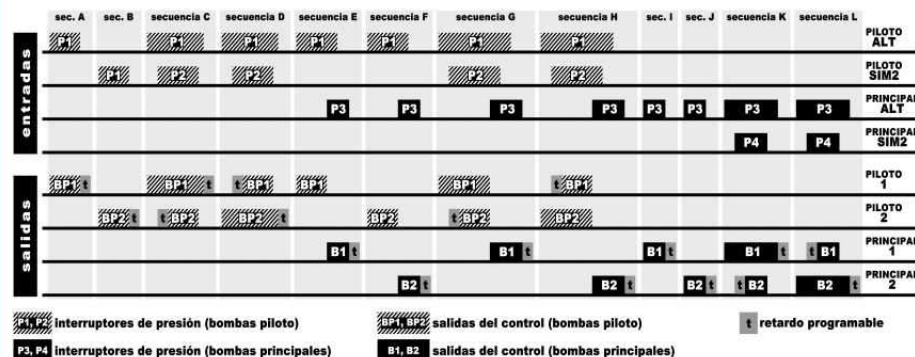 sec. A sec. B secuencia C secuencia D secuencia E secuencia F secuencia G secuencia H sec. I sec. J secuencia K secuencia L
entradas
P1 P1 P1 P1 P1 P1 P1 PILOTO ALT
P1 P2 P2 P2 P2 PILOTO SIM2
P3 P3 P3 P3 P3 P3 P3 P3 PRINCIPAL ALT
P4 P4 PRINCIPAL SIM2
salidas
BP1 t BP1 t t BP1 BP1 BP1 t BP1 PILOTO 1
BP2 t t BP2 BP2 t BP2 t BP2 BP2 PILOTO 2
B1 t B1 t B1 t B1 t t B1 PRINCIPAL 1
B2 t B2 t B2 t t B2 B2 t PRINCIPAL 2
P1, P2 interruptores de presión (bombas piloto) BP1, BP2 salidas del control (bombas piloto) t retardo programable
P3, P4 interruptores de presión (bombas principales) B1, B2 salidas del control (bombas principales)